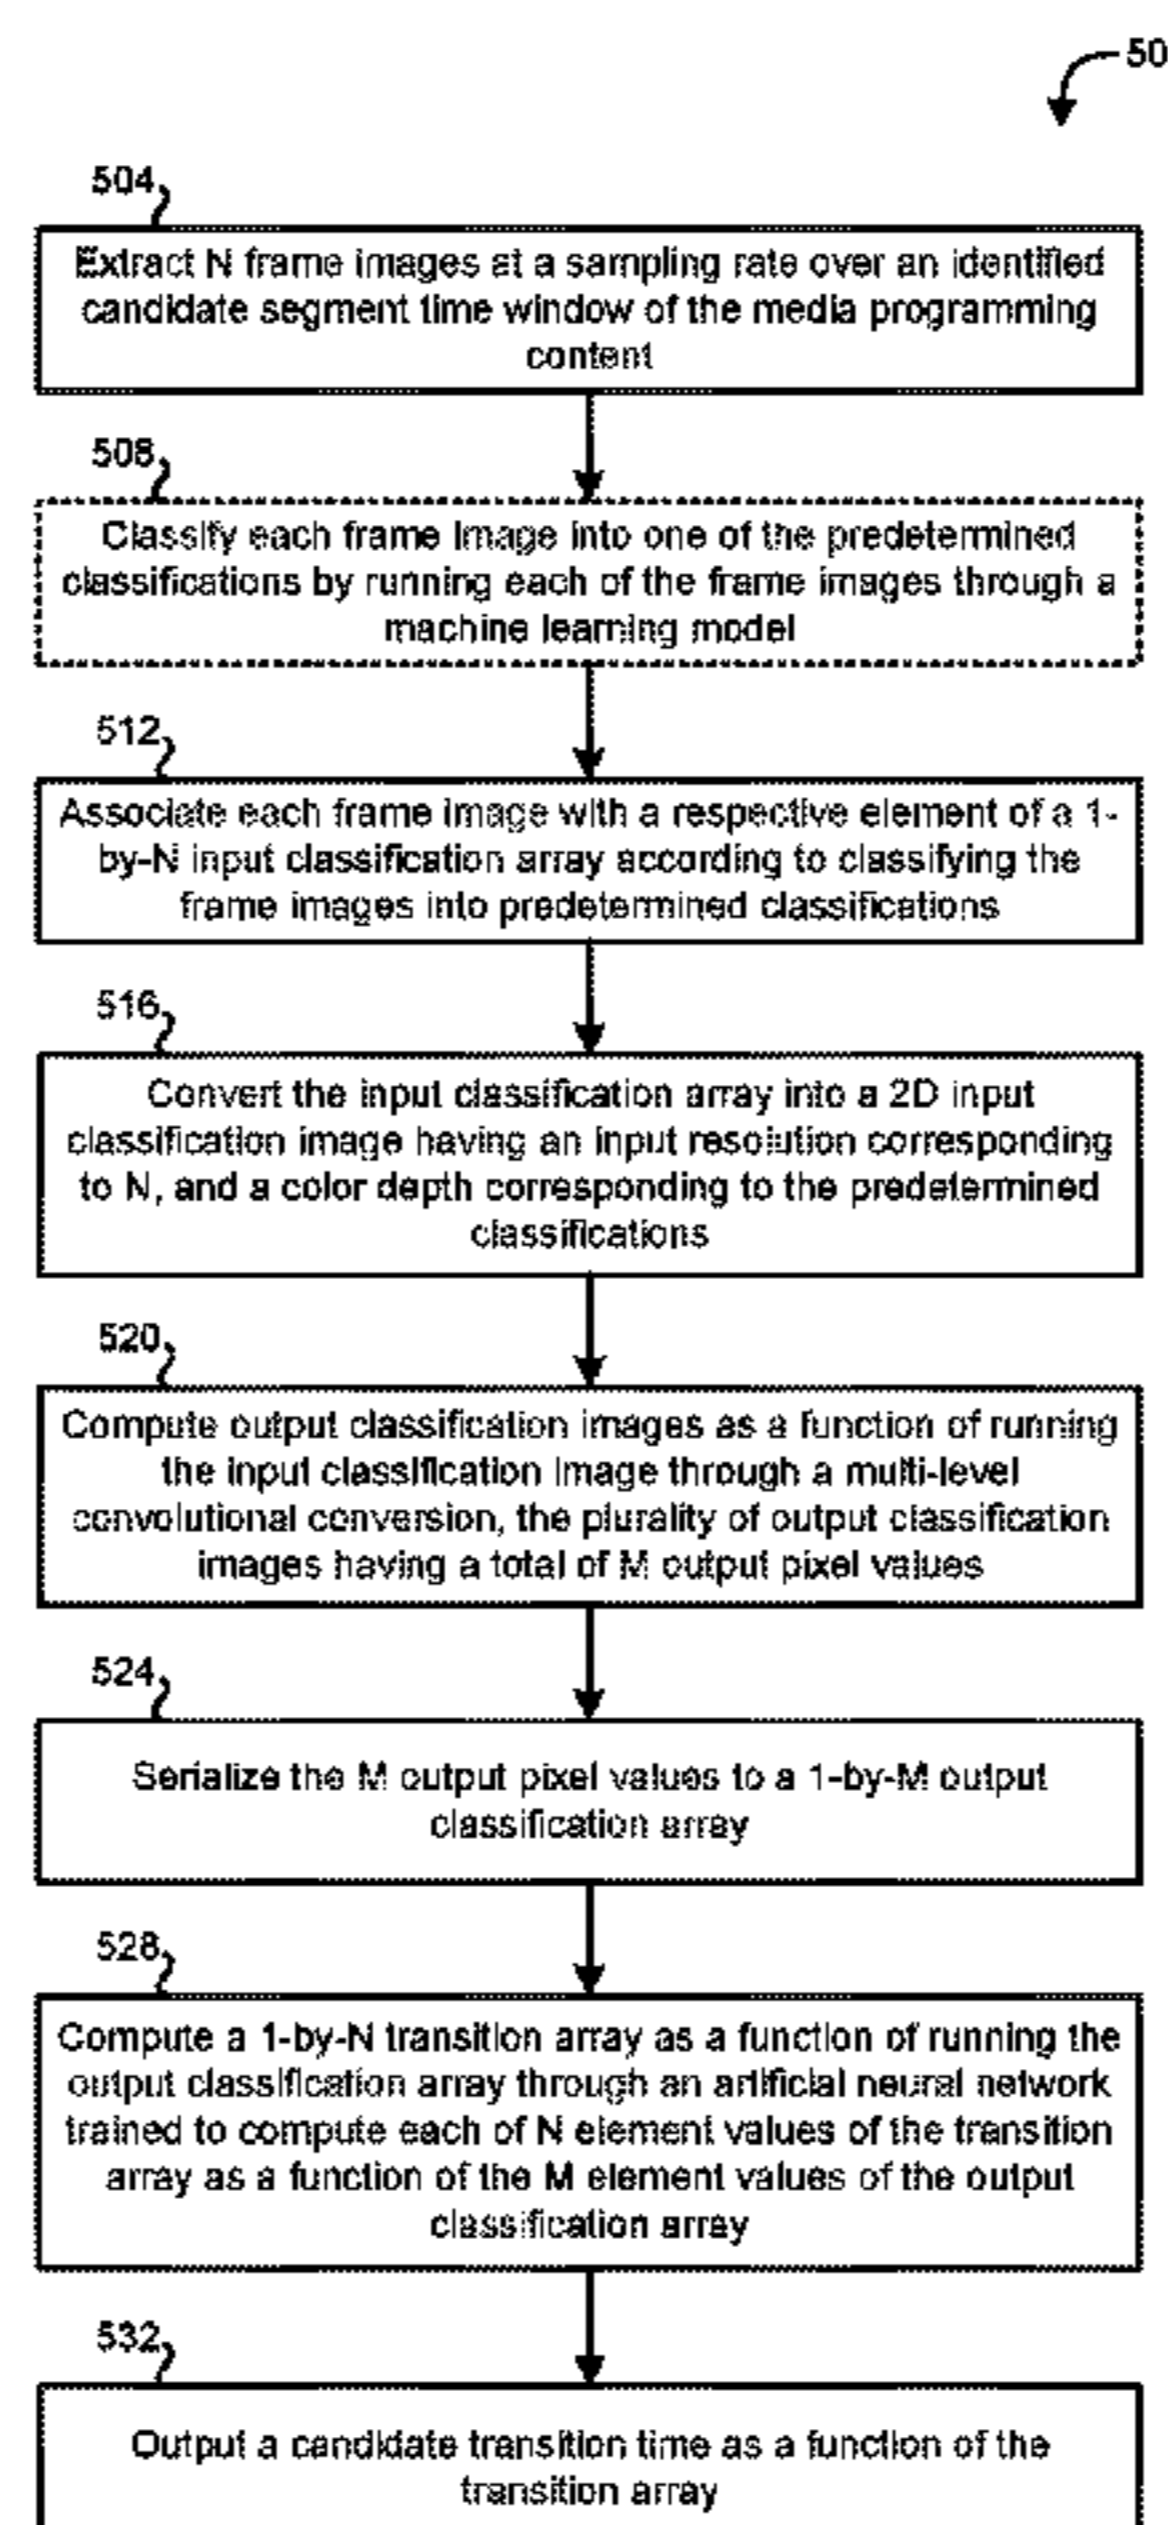 50
504
Extract N frame images at a sampling rate over an identified
candidate segment time window of the media programming
content
508
Classify each frame image into one of the predetermined
classifications by running each of the frame images through a
machine learning model
512
Associate each frame image with a respective element of a 1-
by-N input classification array according to classifying the
frame images into predetermined classifications
516
Convert the input classification array into a 2D input
classification image having an input resolution corresponding
to N, and a color depth corresponding to the predetermined
classifications
520
Compute output classification images as a function of running
the input classification image through a multi-level
convolutional conversion, the plurality of output classification
images having a total of M output pixel values
524
Serialize the M output pixel values to a 1-by-M output
classification array
528
Compute a 1-by-N transition array as a function of running the
output classification array through an artificial neural network
trained to compute each of N element values of the transition
array as a function of the M element values of the output
classification array
532
Output a candidate transition time as a function of the
transition array